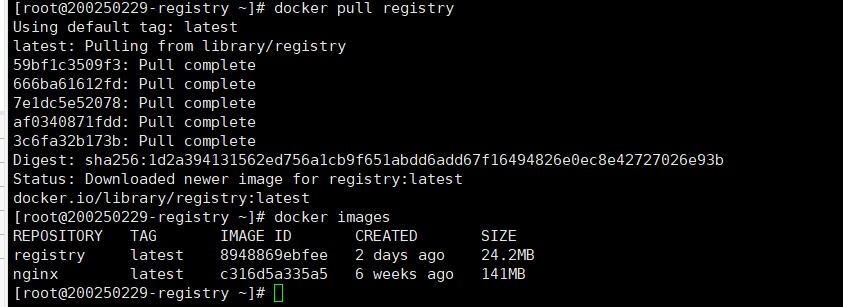 [root@200250229-registry ~]# docker pull registry
Using default tag: latest
latest: Pulling from library/registry
59bf1c3509f3: Pull complete
666ba61612fd: Pull complete
7e1dc5e52078: Pull complete
af0340871fdd: Pull complete
3c6fa32b173b: Pull complete
Digest: sha256:1d2a394131562ed756a1cb9f651abdd6add67f16494826e0ec8e42727026e93b
Status: Downloaded newer image for registry:latest
docker.io/library/registry:latest
[root@200250229-registry ~]# docker images
REPOSITORY   TAG       IMAGE ID       CREATED       SIZE
registry     latest    8948869ebfee   2 days ago    24.2MB
nginx        latest    c316d5a335a5   6 weeks ago   141MB
[root@200250229-registry ~]#